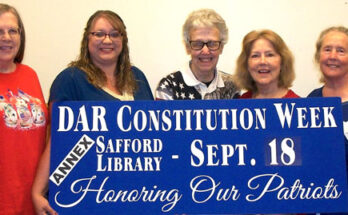 DAR CONSTITUTION WEEK
ANNEX
SAFFORD
LIBRARY - SEPT. 18
Honoring Our Patriots